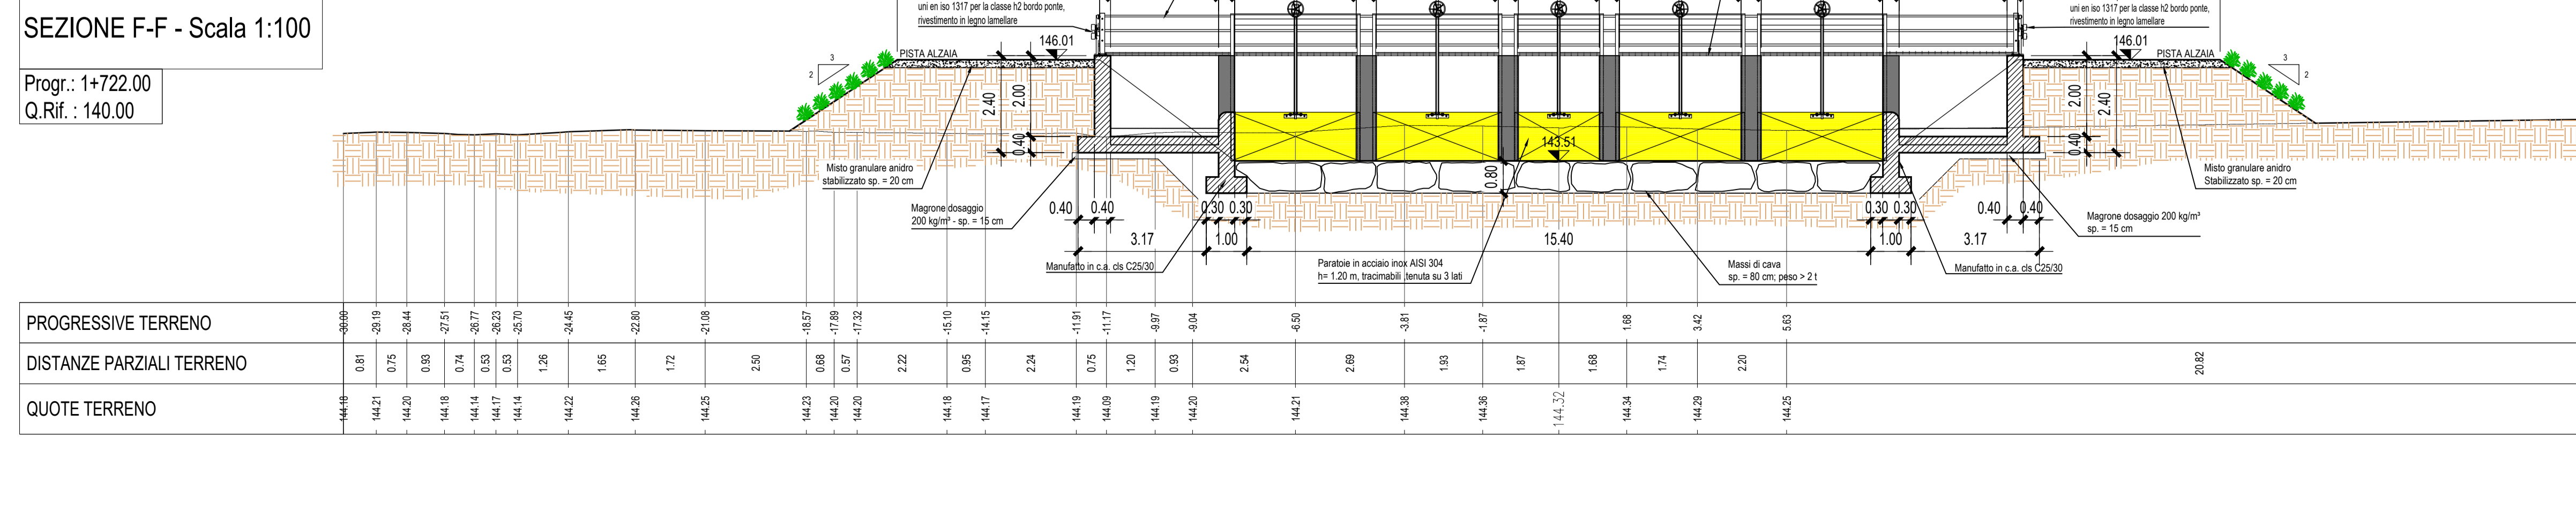 SEZIONE F-F - Scala 1:100
Progr.: 1+722.00
Q.Rif. : 140.00
uni en iso 1317 per la classe h2 bordo ponte,
rivestimento in legno lamellare
uni en iso 1317 per la classe h2 bordo ponte,
rivestimento in legno lamellare
146.01
PISTA ALZAIA
146.01
PISTA ALZAIA
3
2
3
2
2.40
2.00
0.40
2.00
2.40
0.40
143.51
0.80
Misto granulare anidro
stabilizzato sp. = 20 cm
Misto granulare anidro
Stabilizzato sp. = 20 cm
Magrone dosaggio
200 kg/m³ - sp. = 15 cm
Magrone dosaggio 200 kg/m³
sp. = 15 cm
0.40 0.40 0.30 0.30 0.30 0.30 0.40 0.40
3.17 1.00 15.40 1.00 3.17
Manufatto in c.a. cls C25/30
Paratoie in acciaio inox AISI 304
h= 1.20 m, tracimabili ,tenuta su 3 lati
Massi di cava
sp. = 80 cm; peso > 2 t
Manufatto in c.a. cls C25/30
PROGRESSIVE TERRENO -30.00 -29.19 -28.44 -27.51 -26.77 -26.23 -25.70 -24.45 -22.80 -21.08 -18.57 -17.89 -17.32 -15.10 -14.15 -11.91 -11.17 -9.97 -9.04 -6.50 -3.81 -1.87 1.68 3.42 5.63
DISTANZE PARZIALI TERRENO 0.81 0.75 0.93 0.74 0.53 0.53 1.26 1.65 1.72 2.50 0.68 0.57 2.22 0.95 2.24 0.75 1.20 0.93 2.54 2.69 1.93 1.87 1.68 1.74 2.20 20.82
QUOTE TERRENO 144.18 144.21 144.20 144.18 144.14 144.17 144.14 144.22 144.26 144.25 144.23 144.20 144.20 144.18 144.17 144.19 144.09 144.19 144.20 144.21 144.38 144.36 144.32 144.34 144.29 144.25